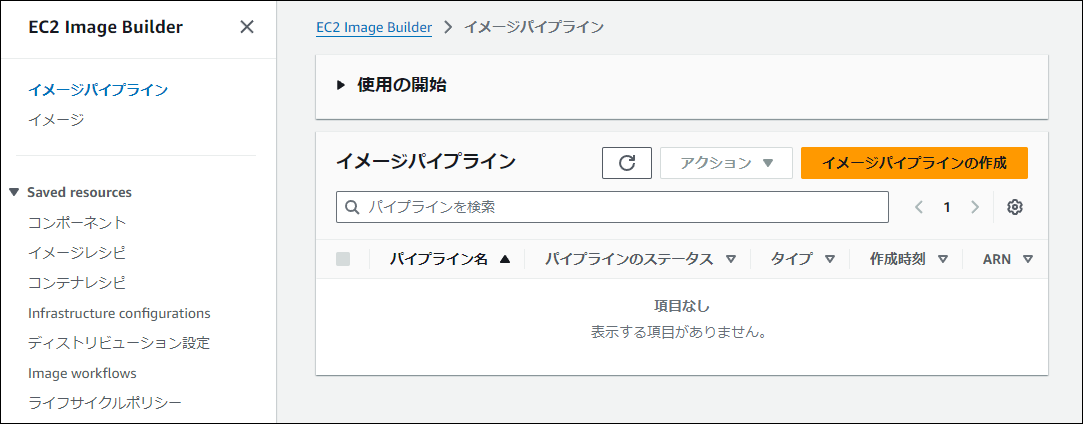 EC2 Image Builder
イメージパイプライン
イメージ
Saved resources
コンポーネント
イメージレシピ
コンテナレシピ
Infrastructure configurations
ディストリビューション設定
Image workflows
ライフサイクルポリシー
EC2 Image Builder イメージパイプライン
使用の開始
イメージパイプライン アクション イメージパイプラインの作成
パイプラインを検索 1
パイプライン名 パイプラインのステータス タイプ 作成時刻 ARN
項目なし
表示する項目がありません。